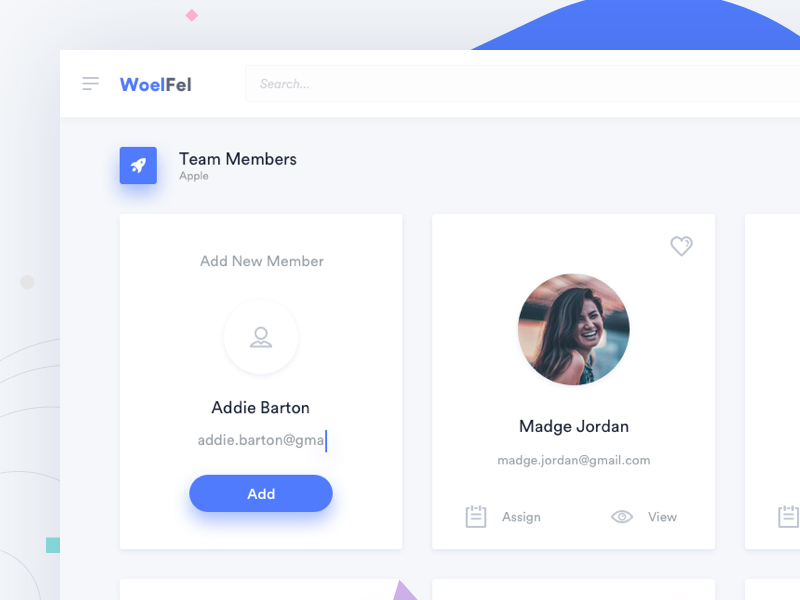 WoelFel
Search...
Team Members
Apple
Add New Member
Addie Barton
addie.barton@gma
Add
Madge Jordan
madge.jordan@gmail.com
Assign
View